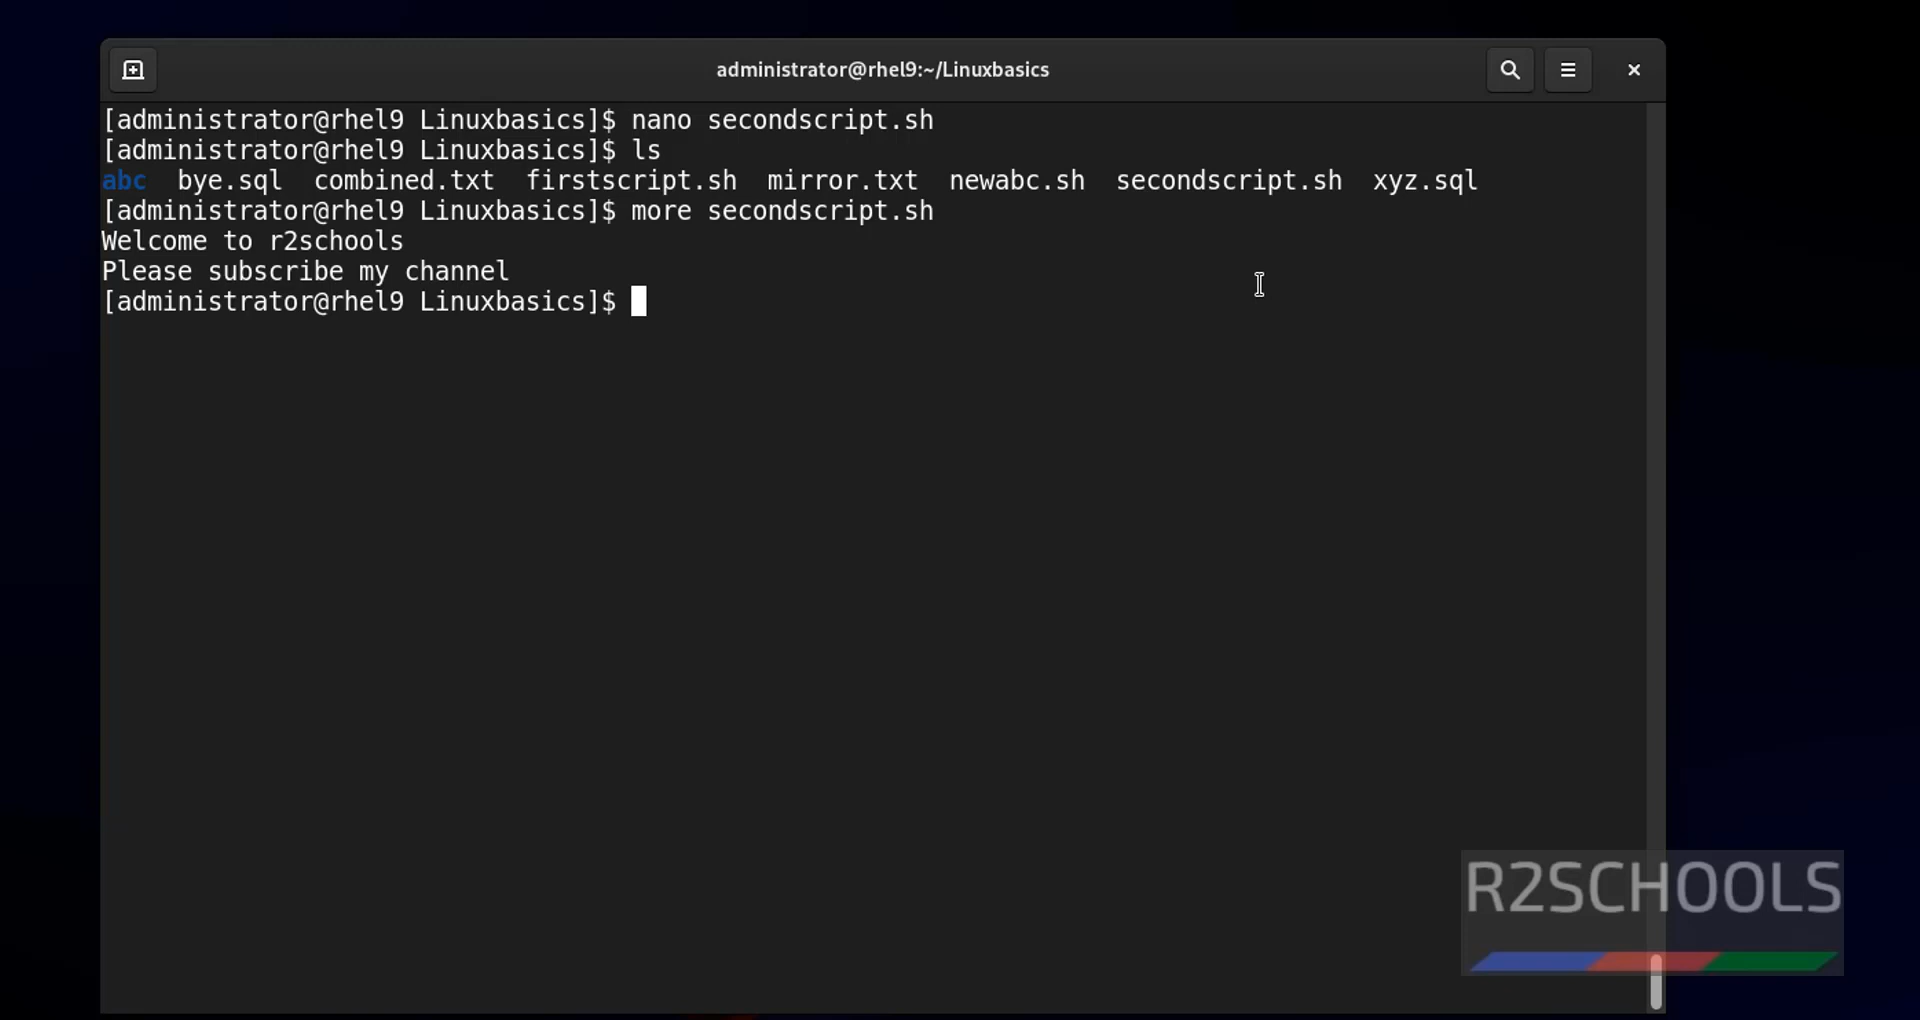 administrator@rhel9:~/Linuxbasics
[administrator@rhel9 Linuxbasics]$ nano secondscript.sh
[administrator@rhel9 Linuxbasics]$ ls
abc  bye.sql  combined.txt  firstscript.sh  mirror.txt  newabc.sh  secondscript.sh  xyz.sql
[administrator@rhel9 Linuxbasics]$ more secondscript.sh
Welcome to r2schools
Please subscribe my channel
[administrator@rhel9 Linuxbasics]$
R2SCHOOLS